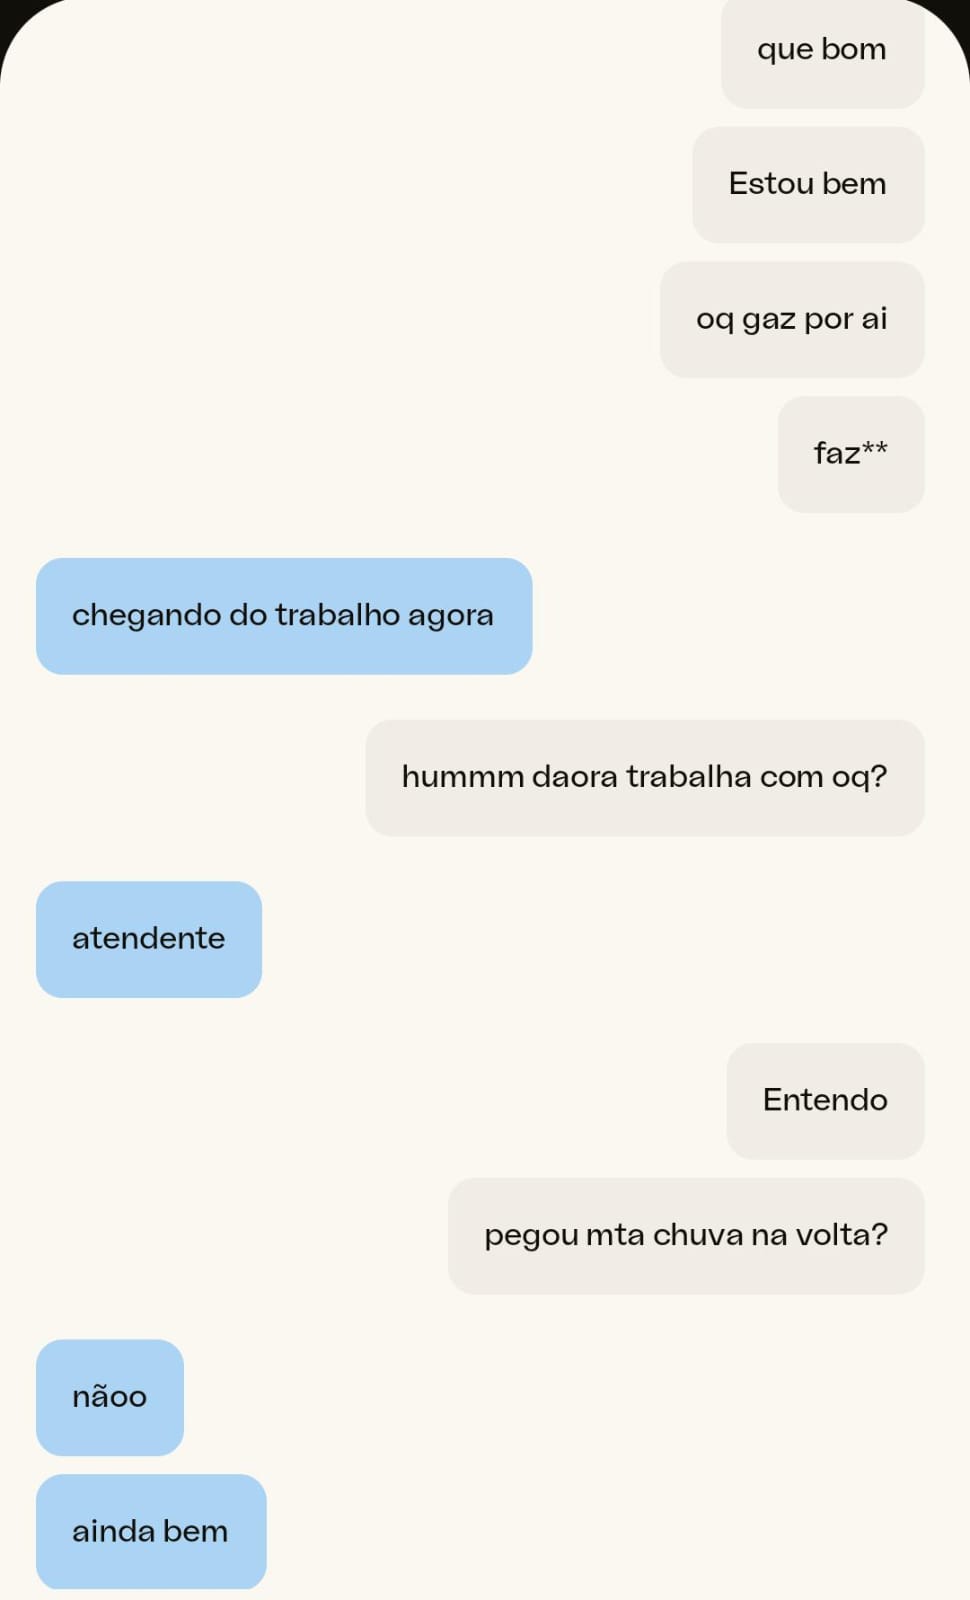 que bom
Estou bem
oq gaz por ai
faz**
chegando do trabalho agora
hummm daora trabalha com oq?
atendente
Entendo
pegou mta chuva na volta?
nãoo
ainda bem